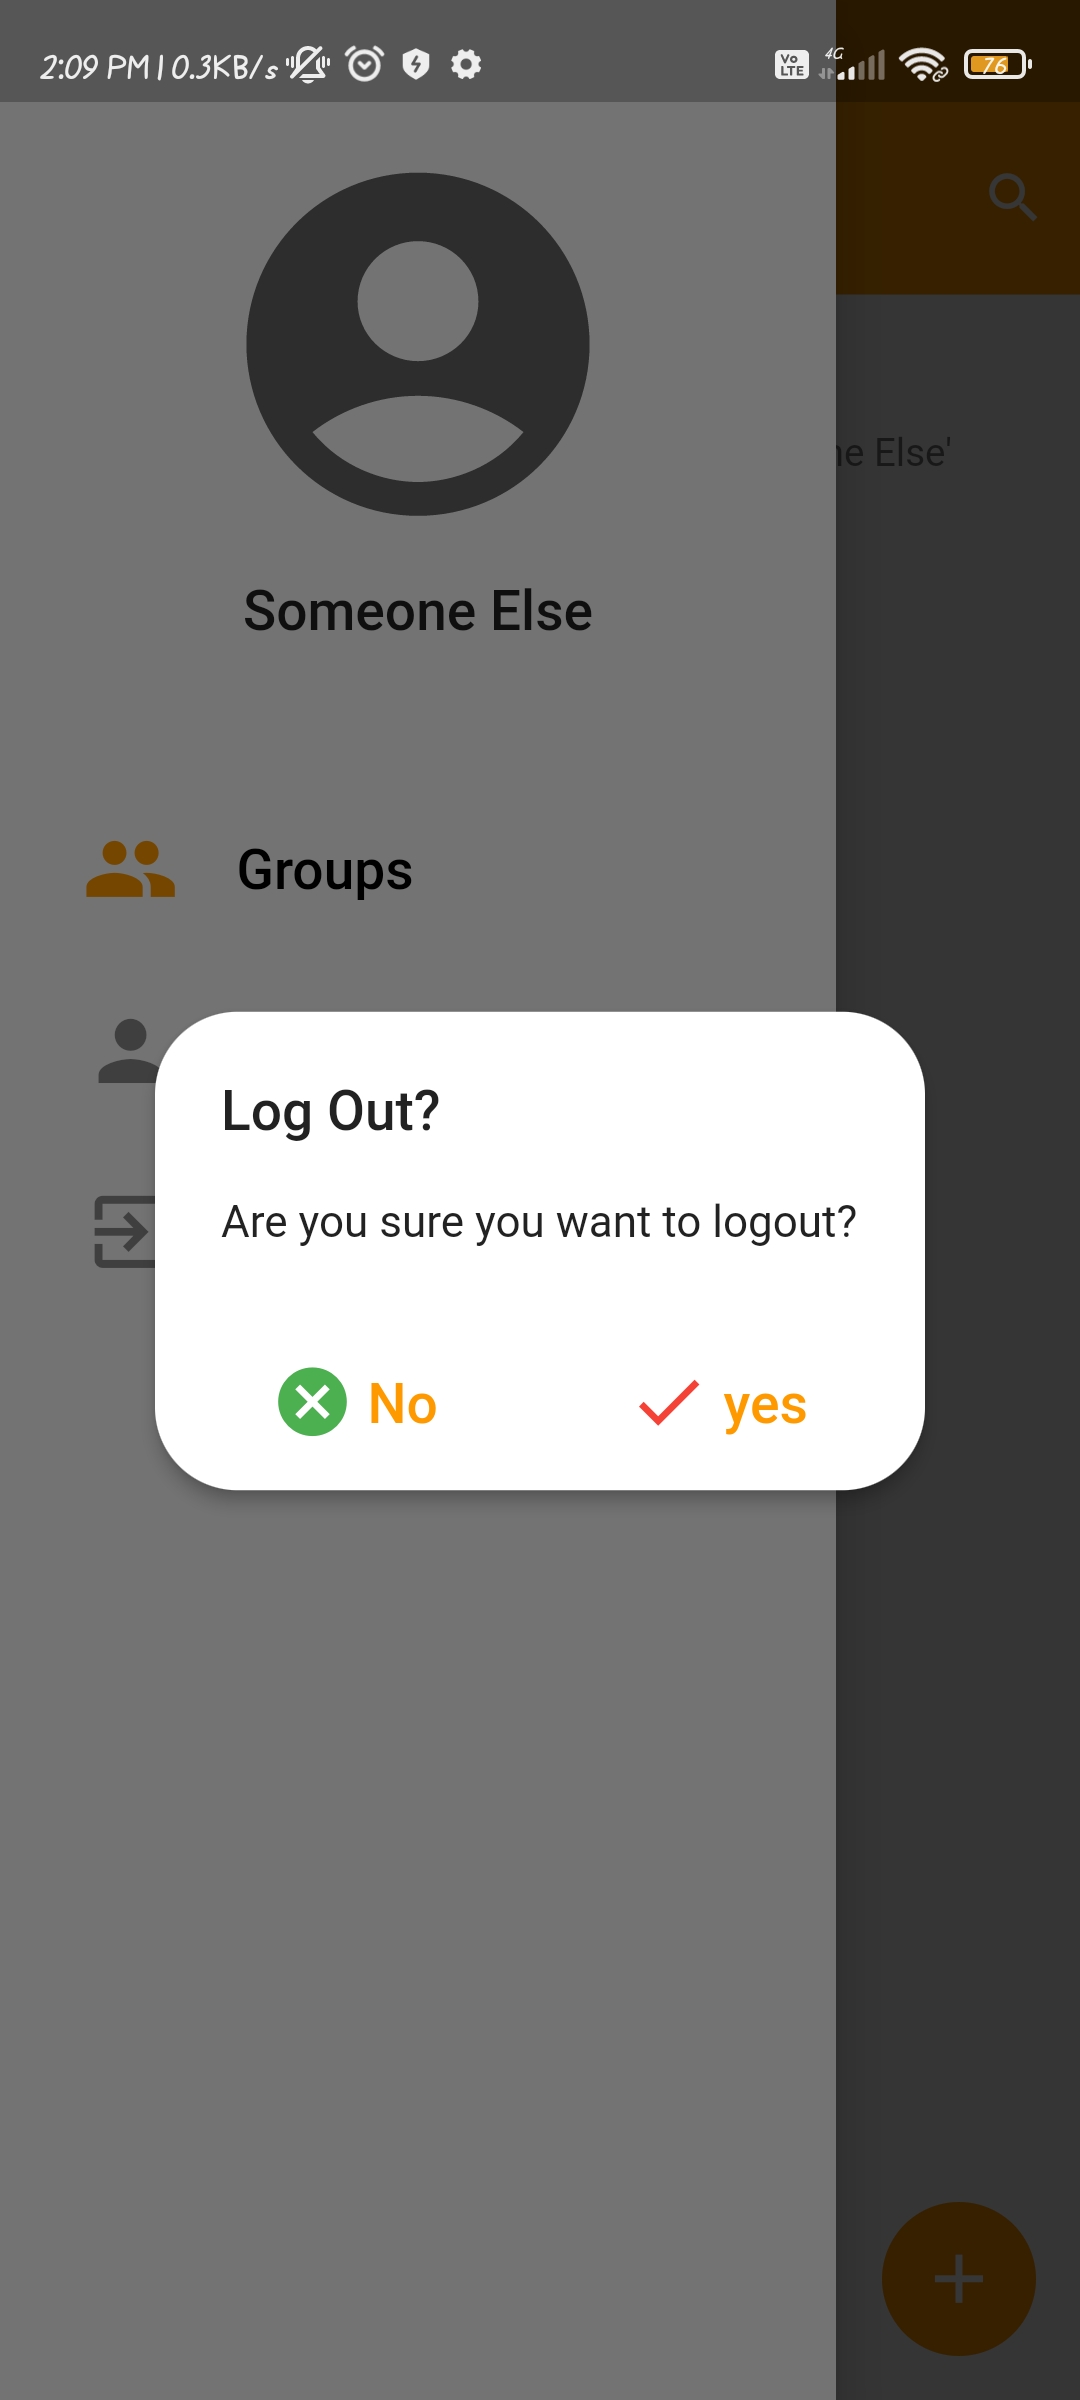 2:09 PM | 0.3KB/s
Vo LTE 4G 76
ne Else'
Someone Else
Groups
Log Out?
Are you sure you want to logout?
No yes